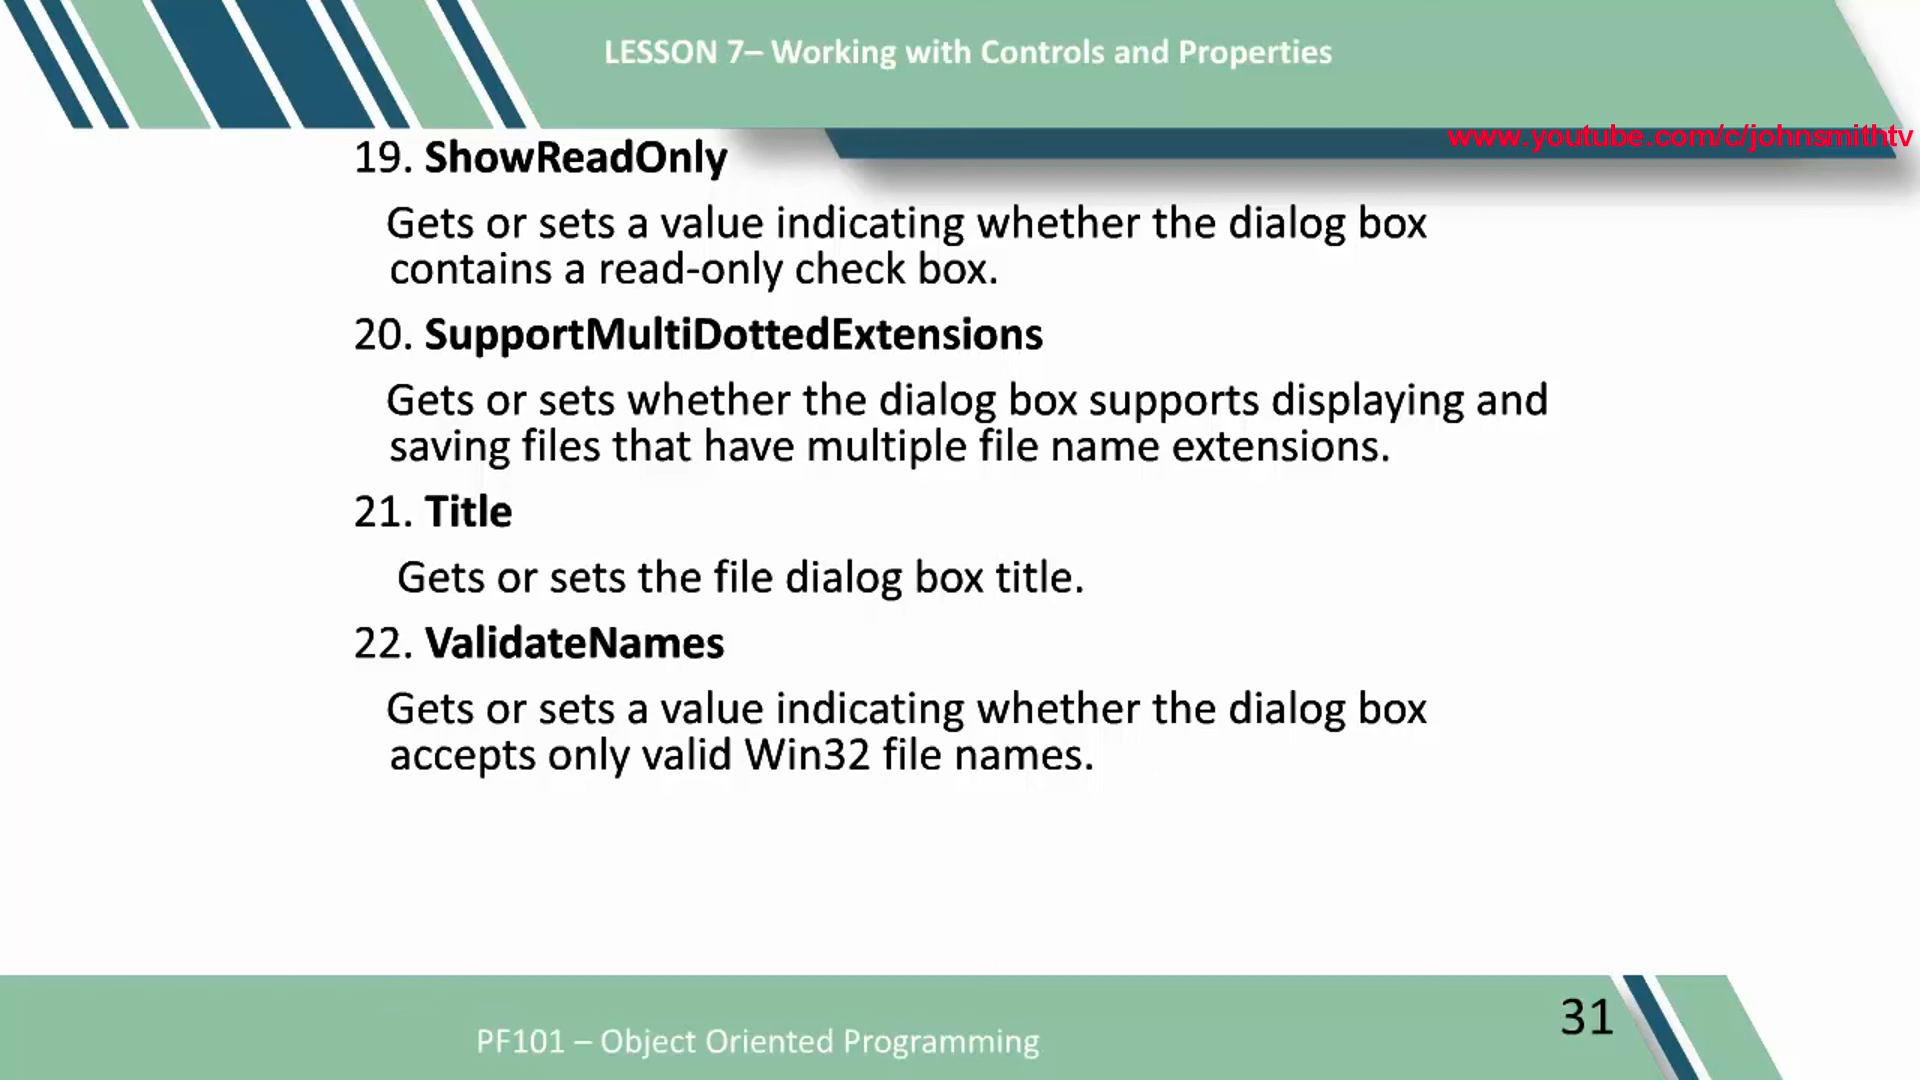 LESSON 7– Working with Controls and Properties
www.youtube.com/c/johnsmithtv
19. ShowReadOnly
Gets or sets a value indicating whether the dialog box
contains a read-only check box.
20. SupportMultiDottedExtensions
Gets or sets whether the dialog box supports displaying and
saving files that have multiple file name extensions.
21. Title
Gets or sets the file dialog box title.
22. ValidateNames
Gets or sets a value indicating whether the dialog box
accepts only valid Win32 file names.
31
PF101 – Object Oriented Programming